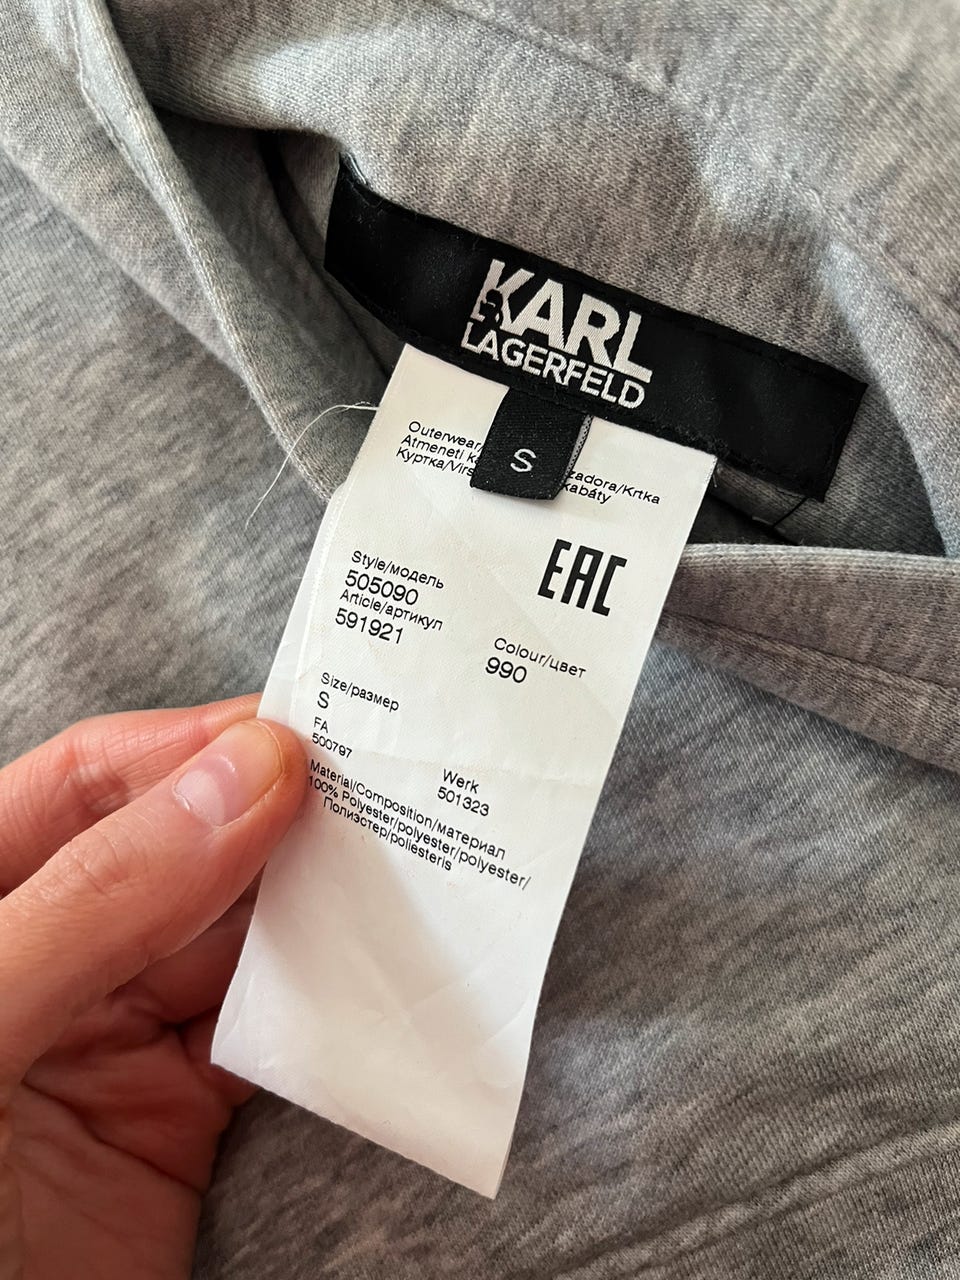 KARL
LAGERFELD
S
Outerwear/ zadora/Krtka
Atmeneti kabáty
Куртка/Virs
EAC
Style/модель
505090
Article/артикул
591921
Colour/цвет
990
Size/размер
S
FA
500797
Werk
501323
Material/Composition/материал
100% Polyester/polyester/polyester/
Полиэстер/poliesteris